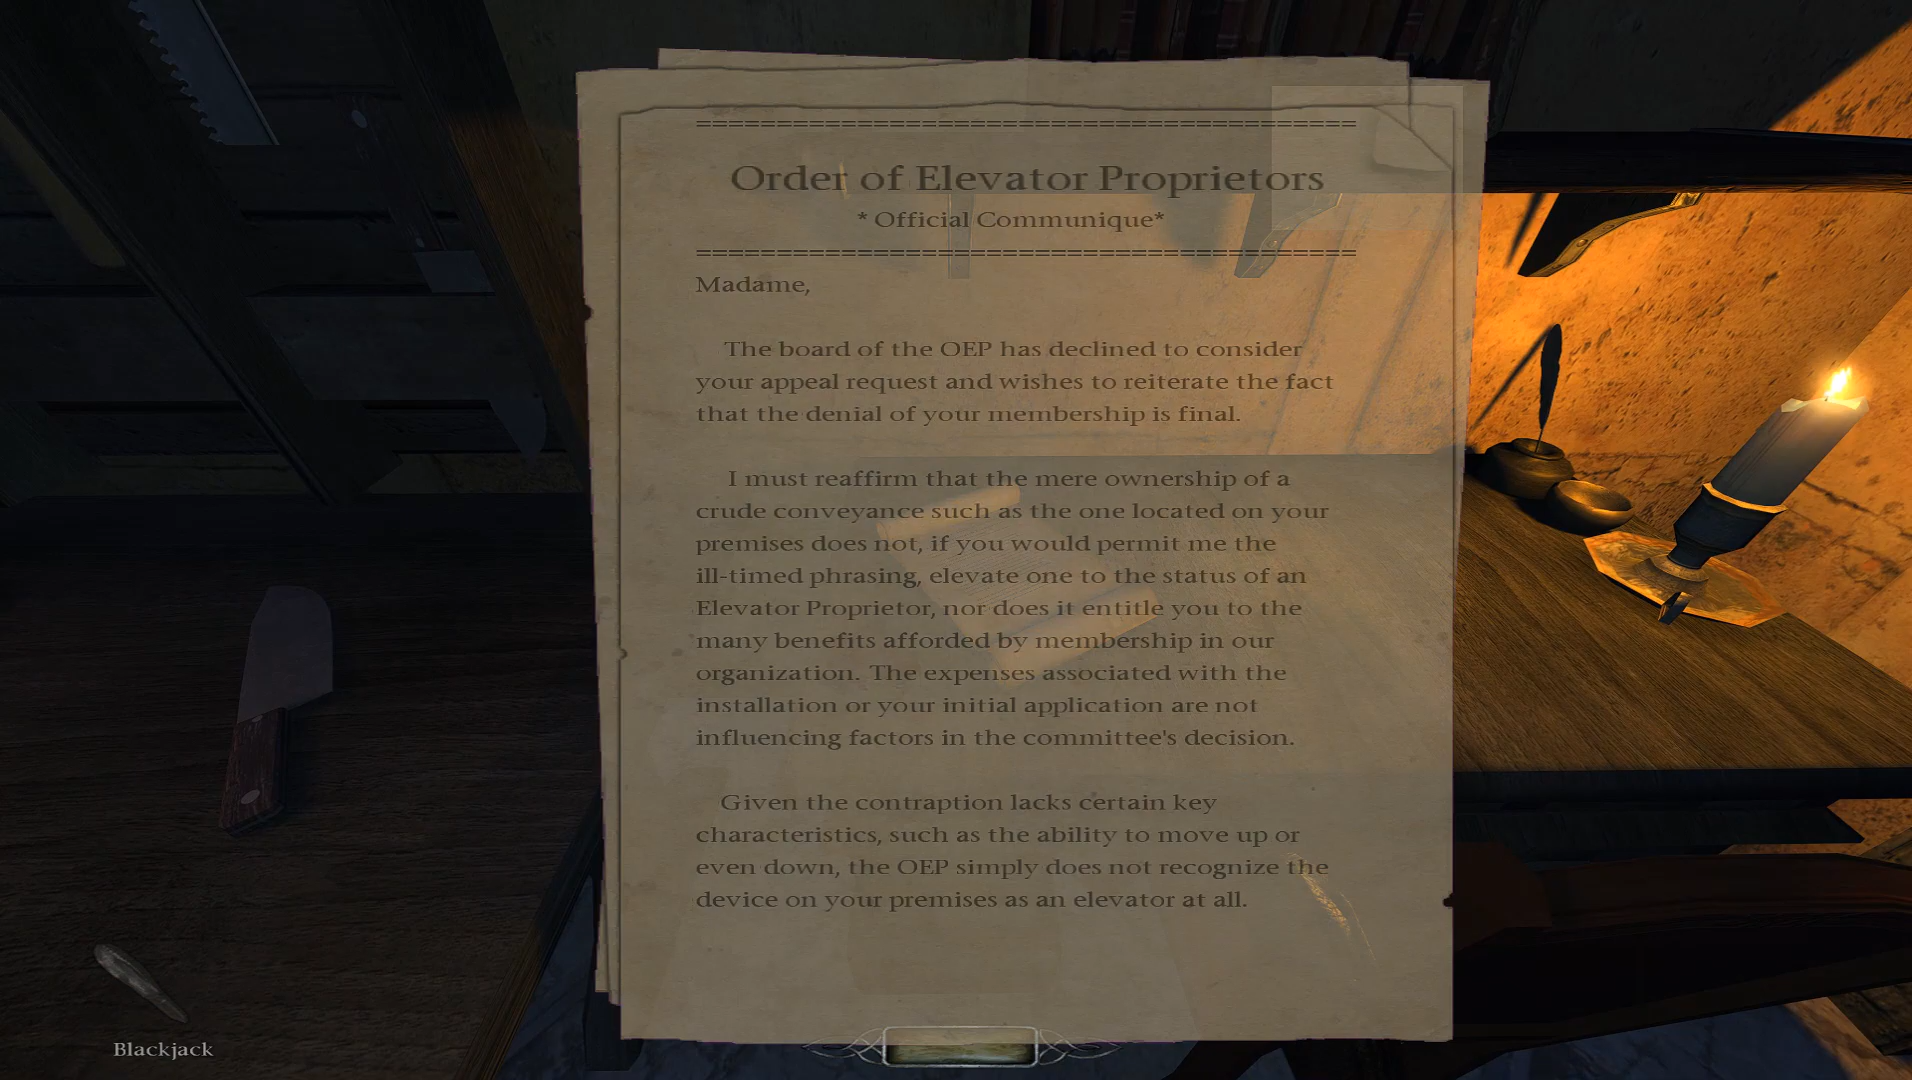 ==================================================
Order of Elevator Proprietors
* Official Communique*
==================================================
Madame,
The board of the OEP has declined to consider
your appeal request and wishes to reiterate the fact
that the denial of your membership is final.
I must reaffirm that the mere ownership of a
crude conveyance such as the one located on your
premises does not, if you would permit me the
ill-timed phrasing, elevate one to the status of an
Elevator Proprietor, nor does it entitle you to the
many benefits afforded by membership in our
organization. The expenses associated with the
installation or your initial application are not
influencing factors in the committee's decision.
Given the contraption lacks certain key
characteristics, such as the ability to move up or
even down, the OEP simply does not recognize the
device on your premises as an elevator at all.
Blackjack